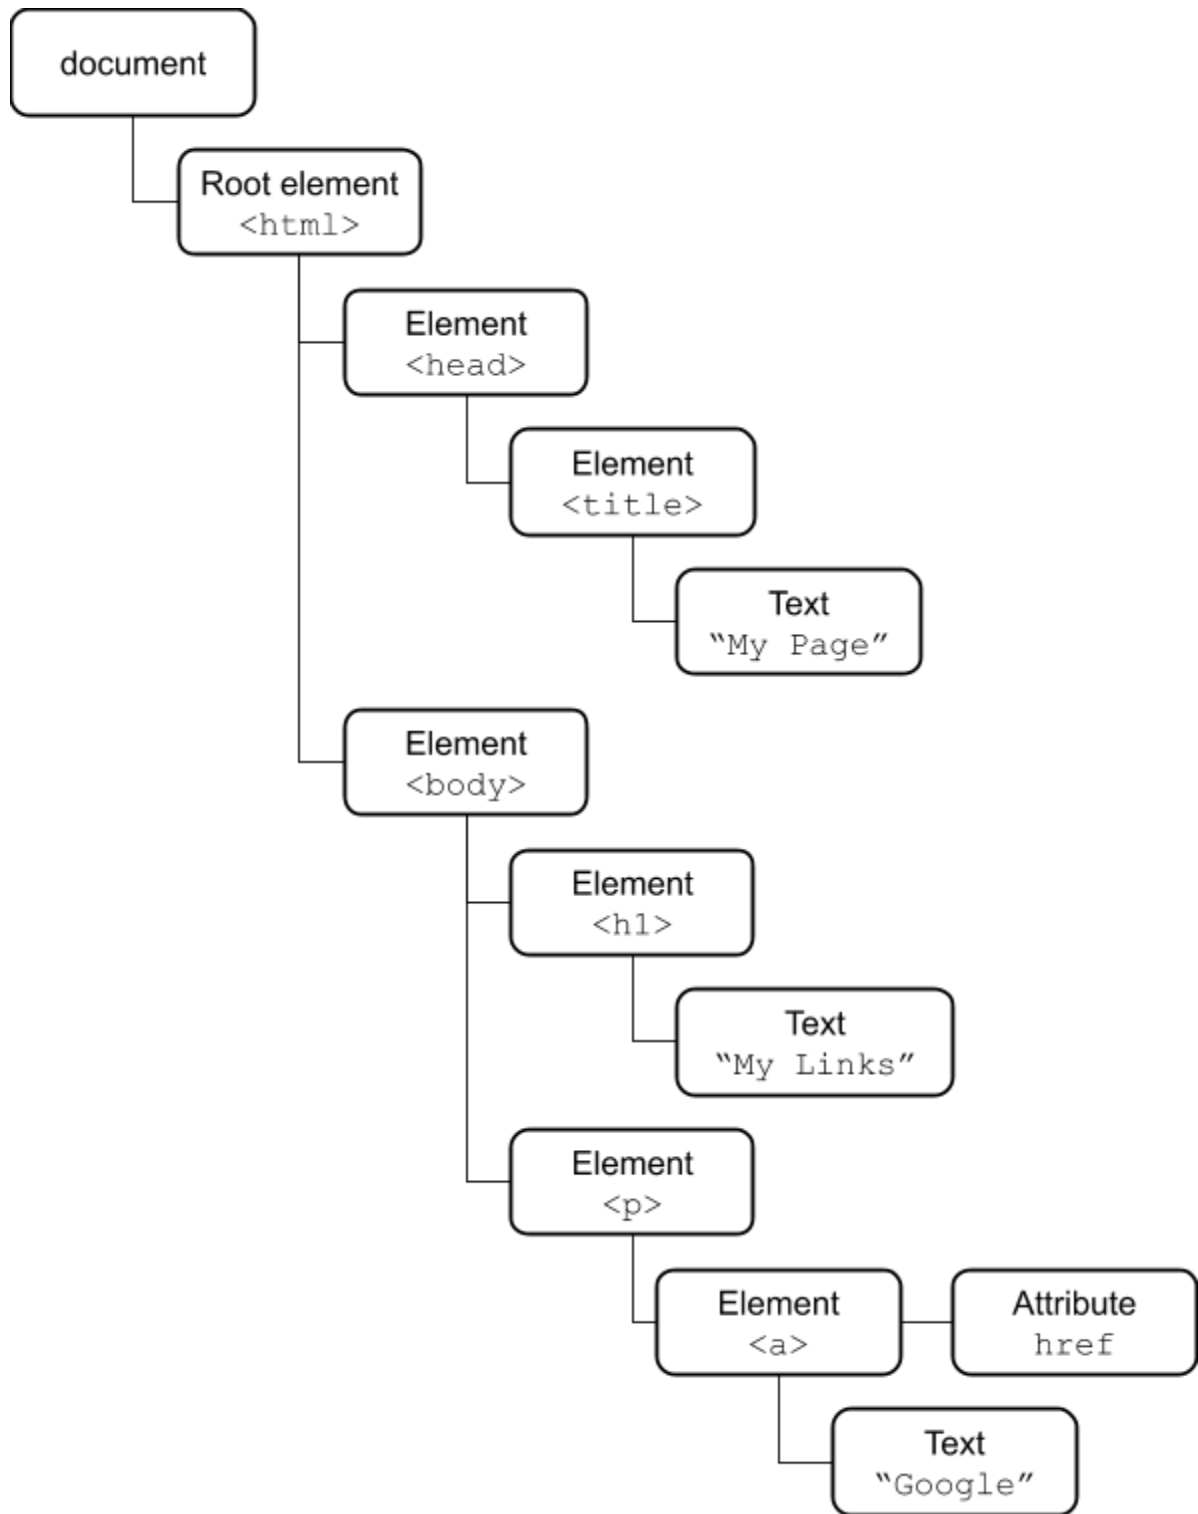 document
Root element
<html>
Element
<head>
Element
<title>
Text
“My Page”
Element
<body>
Element
<h1>
Text
“My Links”
Element
<p>
Element
<a>
Attribute
href
Text
“Google”